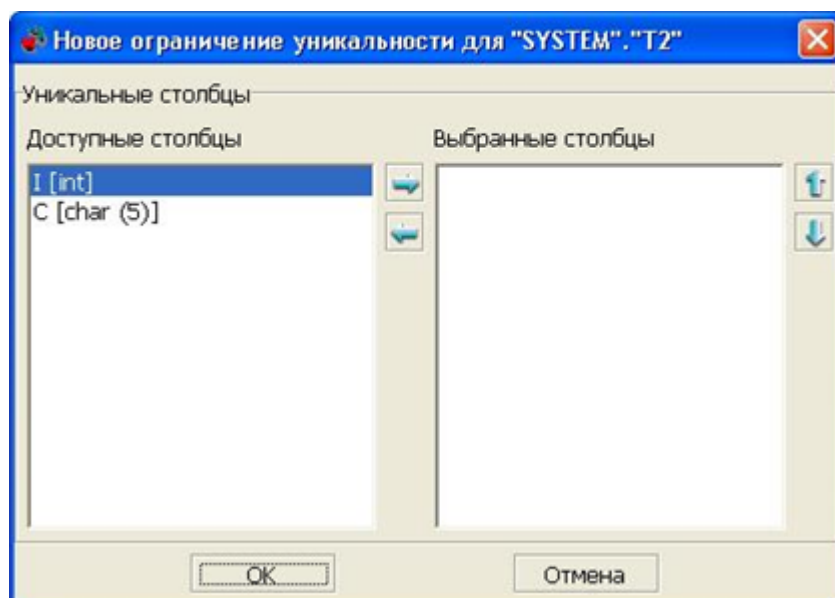 Новое ограничение уникальности для "SYSTEM"."T2"
Уникальные столбцы
Доступные столбцы
Выбранные столбцы
I [int]
C [char (5)]
OK
Отмена